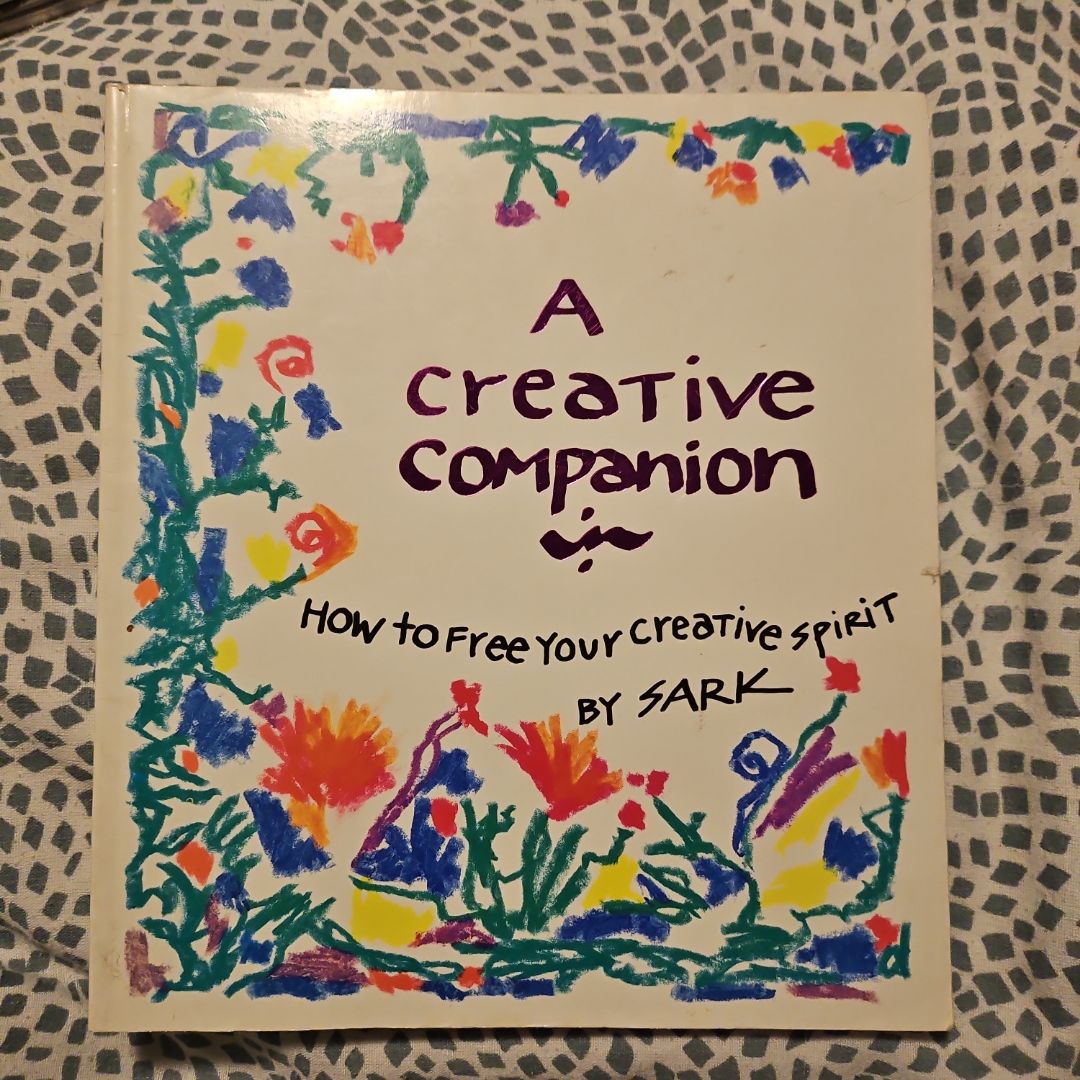 A
creative
companion
How to Free Your creative spirit
BY SARK